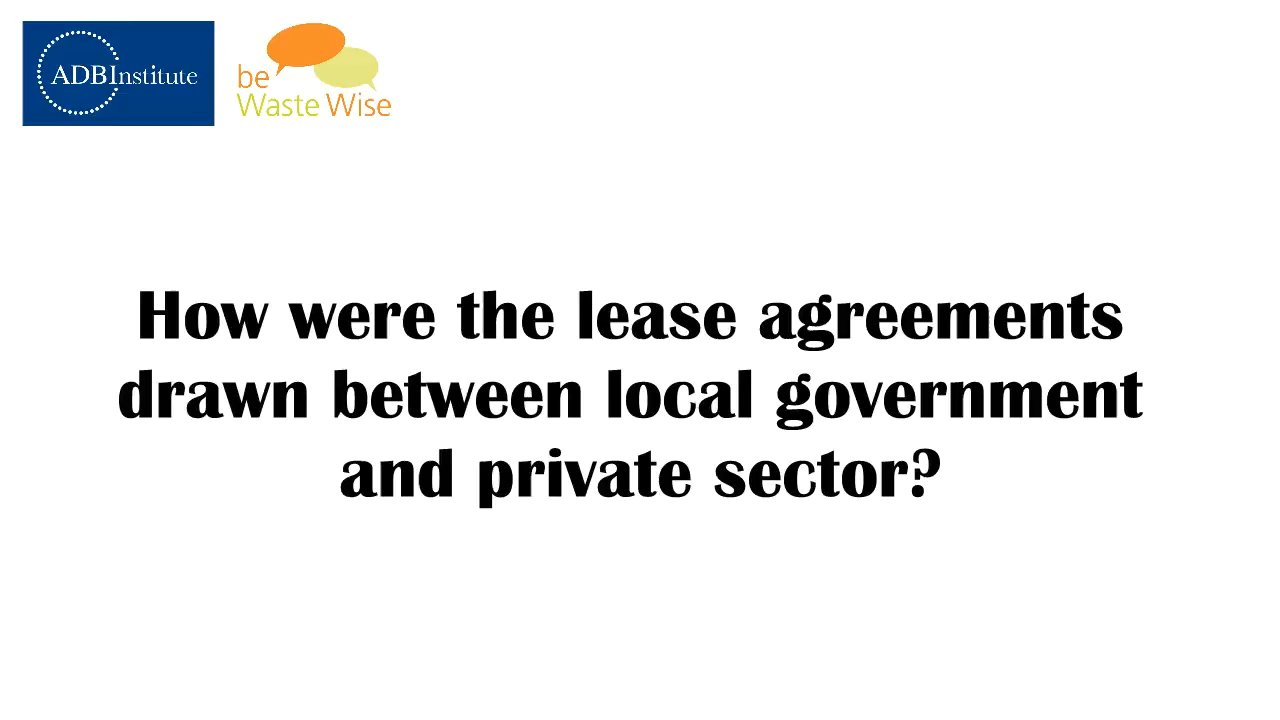 ADBInstitute
be
Waste Wise
How were the lease agreements
drawn between local government
and private sector?